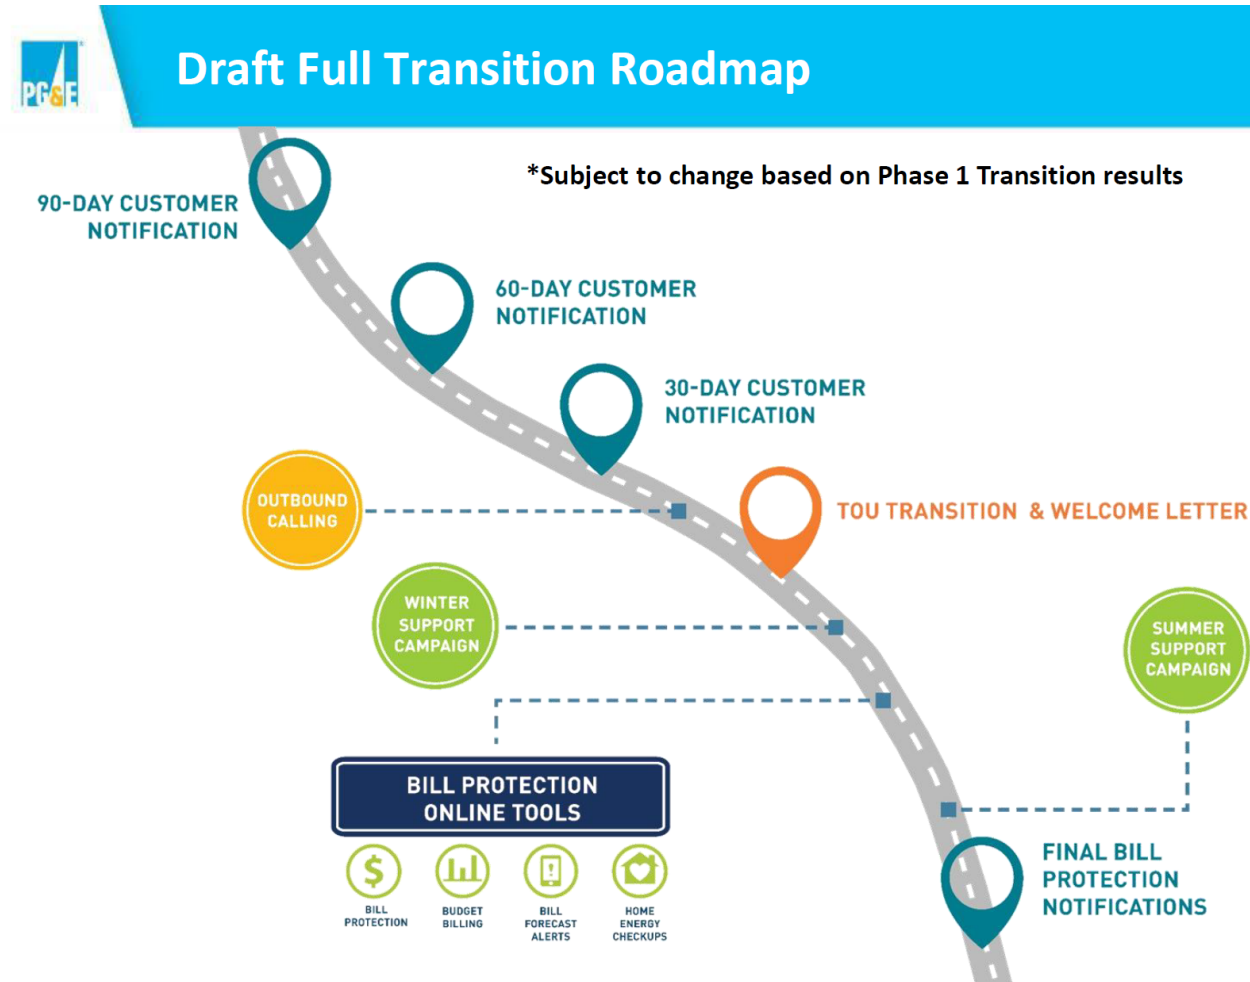 PG&E
Draft Full Transition Roadmap
*Subject to change based on Phase 1 Transition results
90-DAY CUSTOMER
NOTIFICATION
60-DAY CUSTOMER
NOTIFICATION
30-DAY CUSTOMER
NOTIFICATION
OUTBOUND
CALLING
TOU TRANSITION & WELCOME LETTER
WINTER
SUPPORT
CAMPAIGN
SUMMER
SUPPORT
CAMPAIGN
BILL PROTECTION
ONLINE TOOLS
$
BILL
PROTECTION
BUDGET
BILLING
!
BILL
FORECAST
ALERTS
HOME
ENERGY
CHECKUPS
FINAL BILL
PROTECTION
NOTIFICATIONS